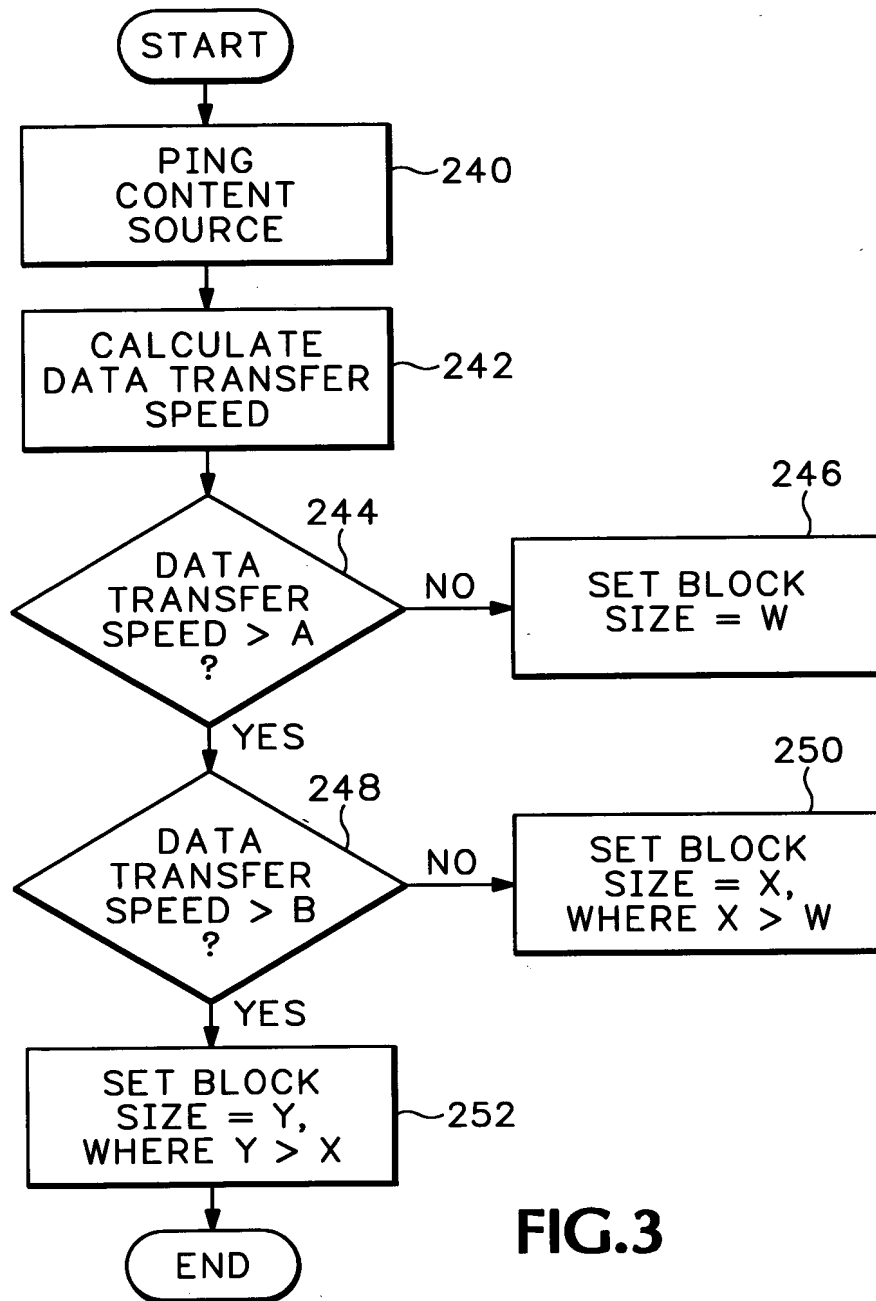 START
PING
CONTENT
SOURCE
240
CALCULATE
DATA TRANSFER
SPEED
242
244
DATA
TRANSFER
SPEED > A
?
NO
246
SET BLOCK
SIZE = W
YES
248
DATA
TRANSFER
SPEED > B
?
NO
250
SET BLOCK
SIZE = X,
WHERE X > W
YES
SET BLOCK
SIZE = Y,
WHERE Y > X
252
END
FIG.3